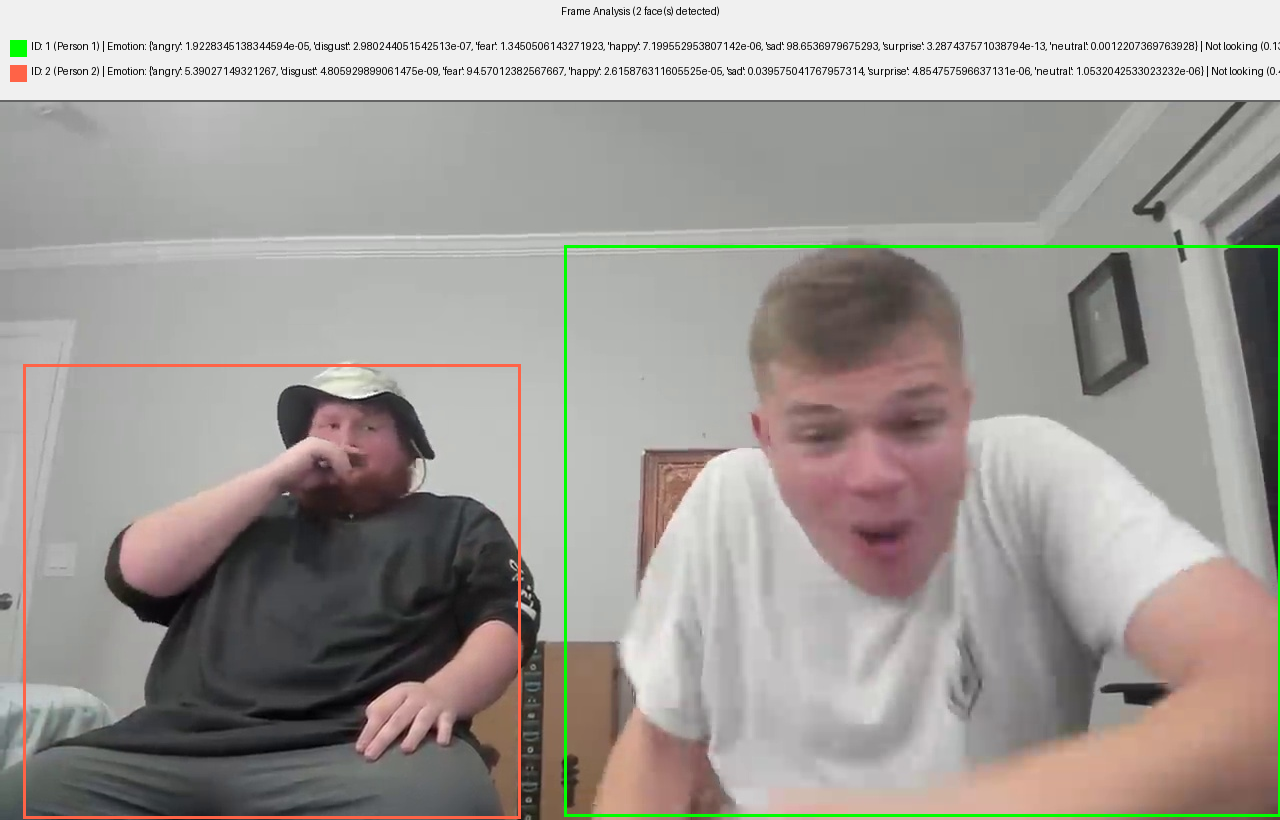 Frame Analysis (2 face(s) detected)
ID: 1 (Person 1) | Emotion: {'angry': 1.9228345138344594e-05, 'disgust': 2.980244051542513e-07, 'fear': 1.3450506143271923, 'happy': 7.199552953807142e-06, 'sad': 98.6536979675293, 'surprise': 3.287437571038794e-13, 'neutral': 0.0012207369763928} | Not looking (0.13
ID: 2 (Person 2) | Emotion: {'angry': 5.39027149321267, 'disgust': 4.805929899061475e-09, 'fear': 94.57012382567667, 'happy': 2.615876311605525e-05, 'sad': 0.039575041767957314, 'surprise': 4.854757596637131e-06, 'neutral': 1.0532042533023232e-06} | Not looking (0.4